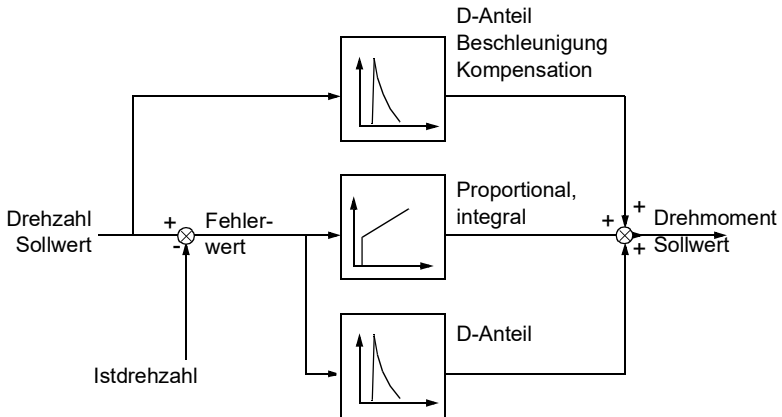 D-Anteil
Beschleunigung
Kompensation
Drehzahl
Sollwert
+
-
Fehler-
wert
Proportional,
integral
+
+
+
Drehmoment
Sollwert
D-Anteil
Istdrehzahl